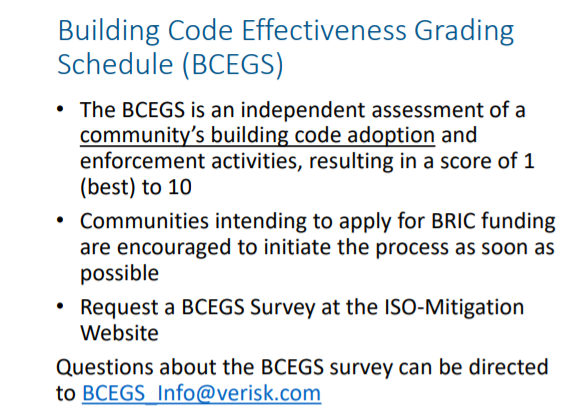 Building Code Effectiveness Grading
Schedule (BCEGS)
• The BCEGS is an independent assessment of a
community's building code adoption and
enforcement activities, resulting in a score of 1
(best) to 10
• Communities intending to apply for BRIC funding
are encouraged to initiate the process as soon as
possible
• Request a BCEGS Survey at the ISO-Mitigation
Website
Questions about the BCEGS survey can be directed
to BCEGS_Info@verisk.com